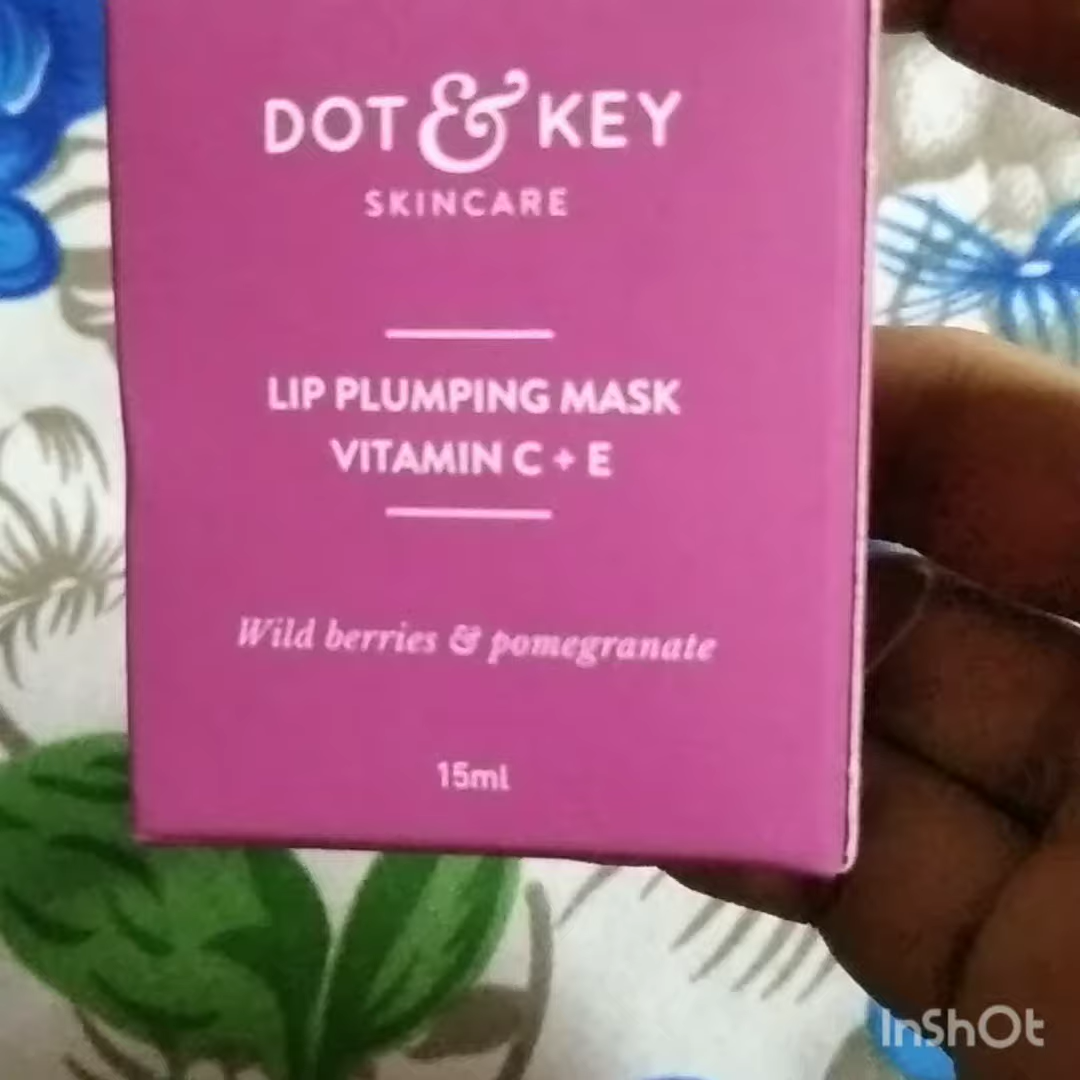 DOT & KEY
SKINCARE
LIP PLUMPING MASK
VITAMIN C + E
Wild berries & pomegranate
15ml
InShOt